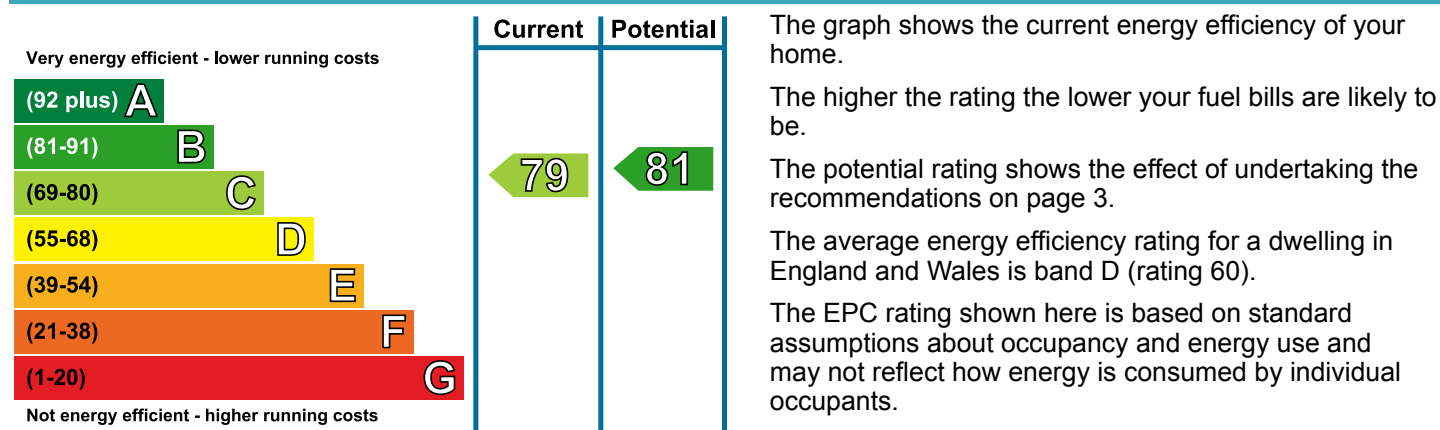 Current Potential
Very energy efficient - lower running costs
(92 plus) A
(81-91) B
(69-80) C
(55-68) D
(39-54) E
(21-38) F
(1-20) G
Not energy efficient - higher running costs
79 81
The graph shows the current energy efficiency of your
home.
The higher the rating the lower your fuel bills are likely to
be.
The potential rating shows the effect of undertaking the
recommendations on page 3.
The average energy efficiency rating for a dwelling in
England and Wales is band D (rating 60).
The EPC rating shown here is based on standard
assumptions about occupancy and energy use and
may not reflect how energy is consumed by individual
occupants.